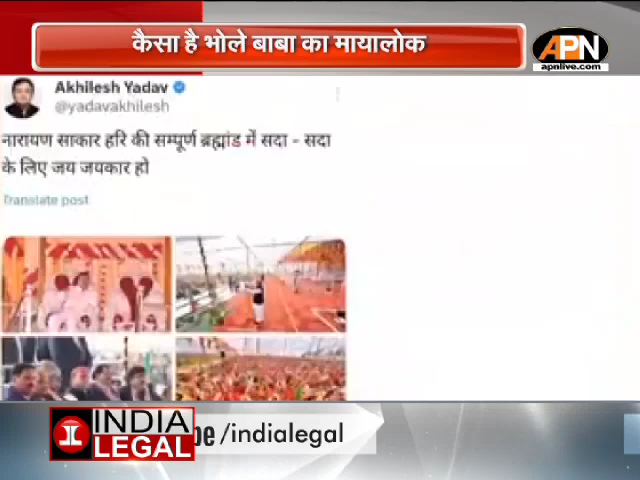 कैसा है भोले बाबा का मायालोक
APN
apnlive.com
Akhilesh Yadav
@yadavakhilesh
नारायण साकार हरि की सम्पूर्ण ब्रह्मांड में सदा - सदा
के लिए जय जयकार हो
Translate post
INDIA
LEGAL
be /indialegal